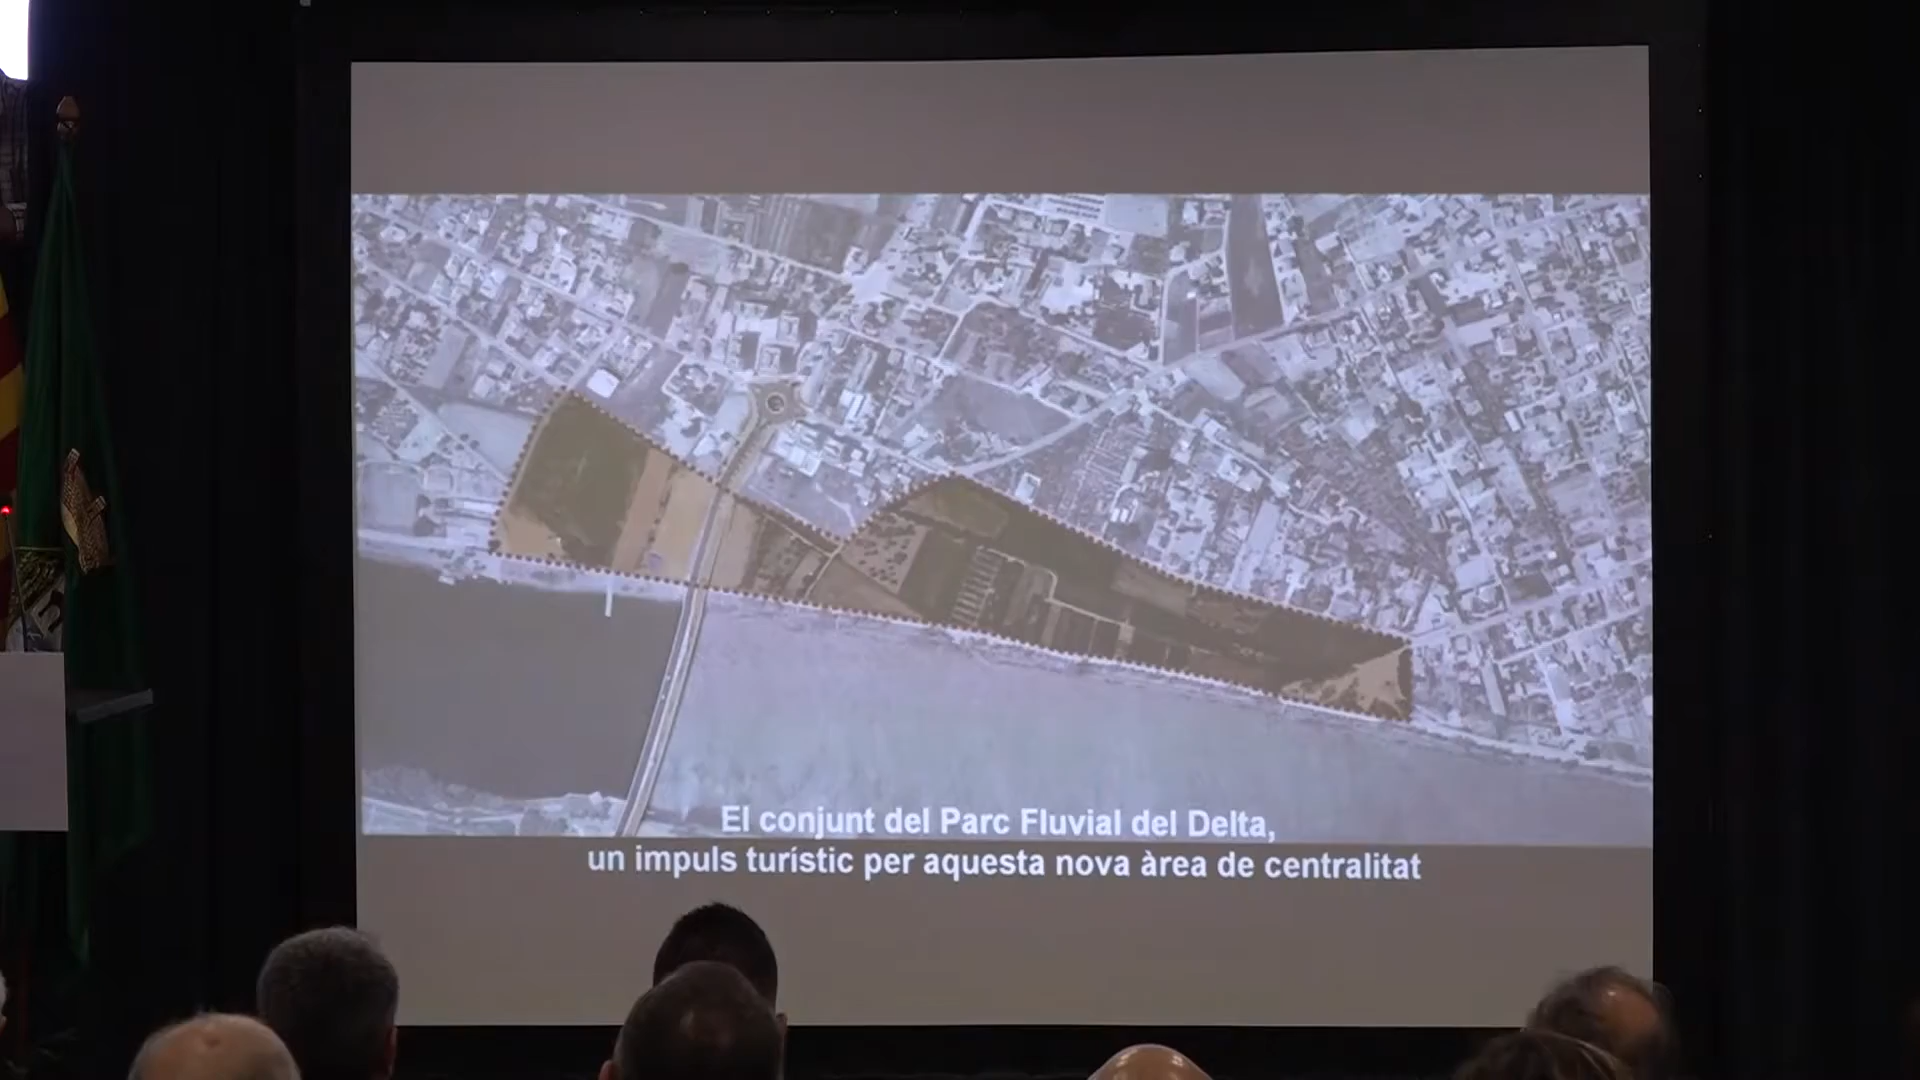 El conjunt del Parc Fluvial del Delta,
un impuls turístic per aquesta nova àrea de centralitat